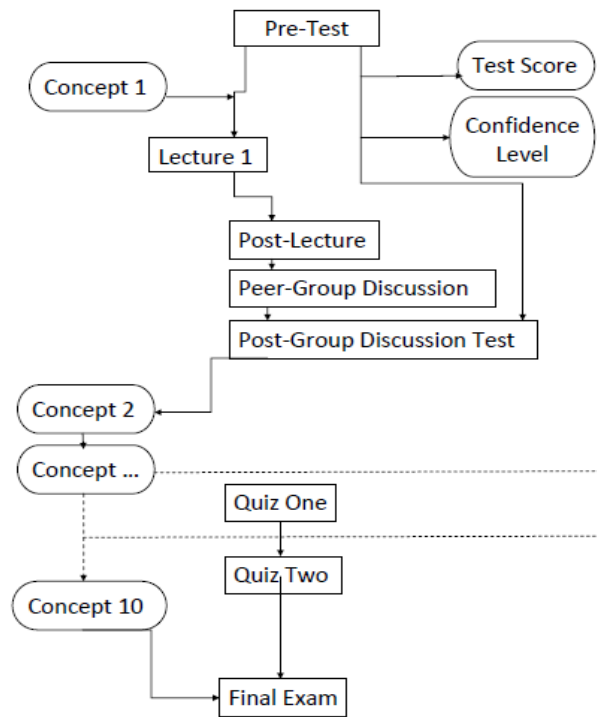 Pre-Test
Test Score
Concept 1
Confidence
Level
Lecture 1
Post-Lecture
Peer-Group Discussion
Post-Group Discussion Test
Concept 2
Concept ...
Quiz One
Quiz Two
Concept 10
Final Exam